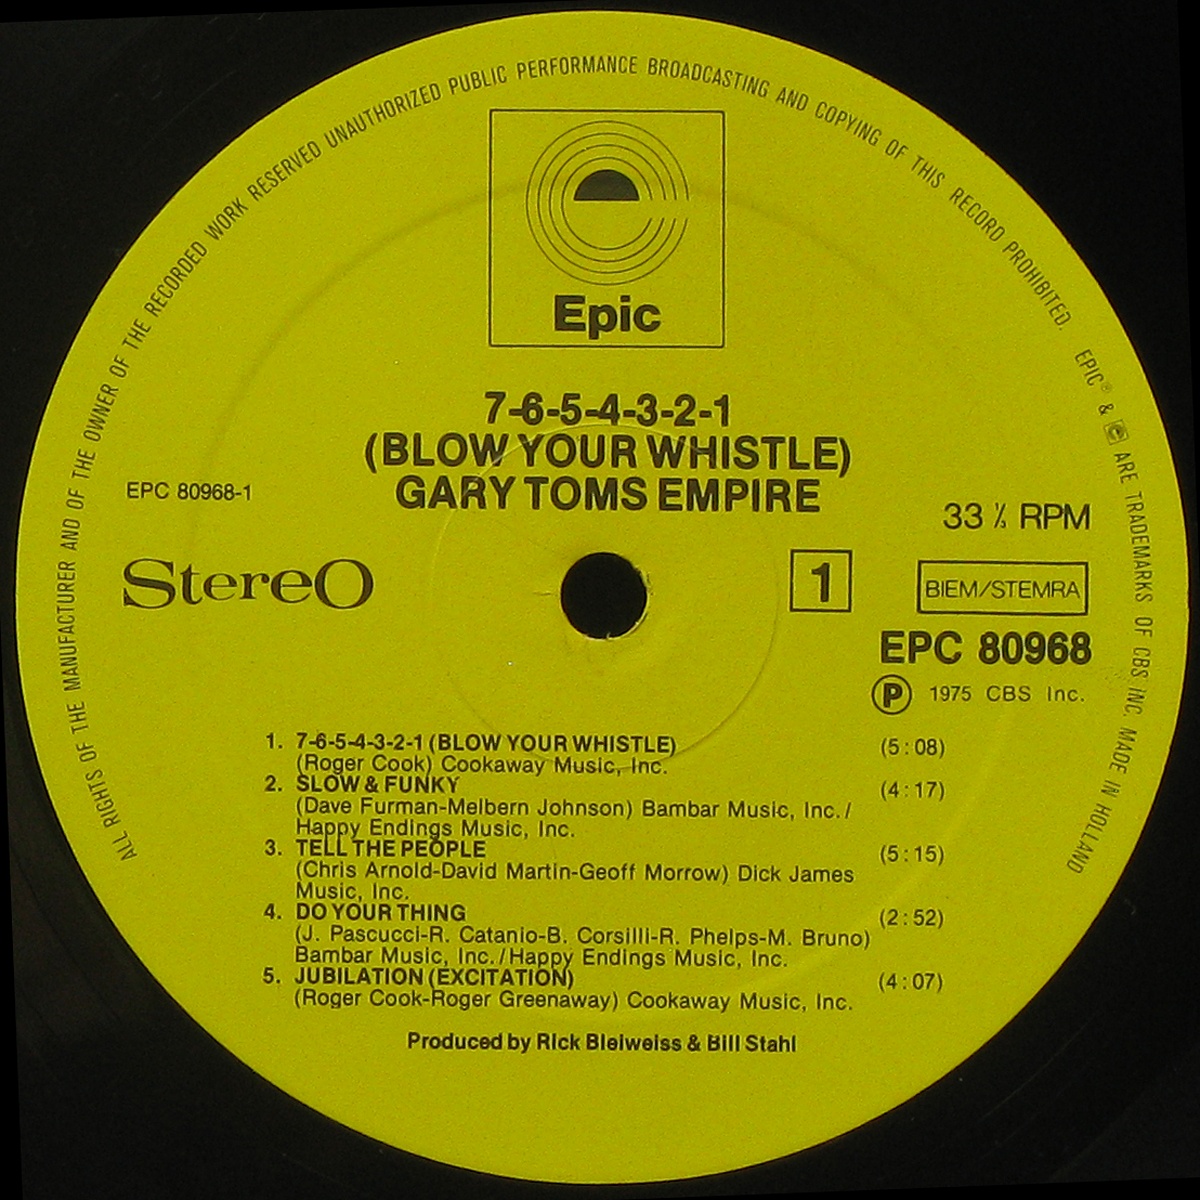 ALL RIGHTS OF THE MANUFACTURER AND OF THE OWNER OF THE RECORDED WORK RESERVED UNAUTHORIZED PUBLIC PERFORMANCE BROADCASTING AND COPYING OF THIS RECORD PROHIBITED. EPIC® & e ARE TRADEMARKS OF CBS INC. MADE IN HOLLAND
Epic
7-6-5-4-3-2-1
(BLOW YOUR WHISTLE)
GARY TOMS EMPIRE
EPC 80968-1
33 ⅓ RPM
Stereo
1
BIEM/STEMRA
EPC 80968
Ⓟ 1975 CBS Inc.
1. 7-6-5-4-3-2-1 (BLOW YOUR WHISTLE) (5:08)
(Roger Cook) Cookaway Music, Inc.
2. SLOW & FUNKY (4:17)
(Dave Furman-Melbern Johnson) Bambar Music, Inc./
Happy Endings Music, Inc.
3. TELL THE PEOPLE (5:15)
(Chris Arnold-David Martin-Geoff Morrow) Dick James
Music, Inc.
4. DO YOUR THING (2:52)
(J. Pascucci-R. Catanio-B. Corsilli-R. Phelps-M. Bruno)
Bambar Music, Inc./Happy Endings Music, Inc.
5. JUBILATION (EXCITATION) (4:07)
(Roger Cook-Roger Greenaway) Cookaway Music, Inc.
Produced by Rick Bleiweiss & Bill Stahl